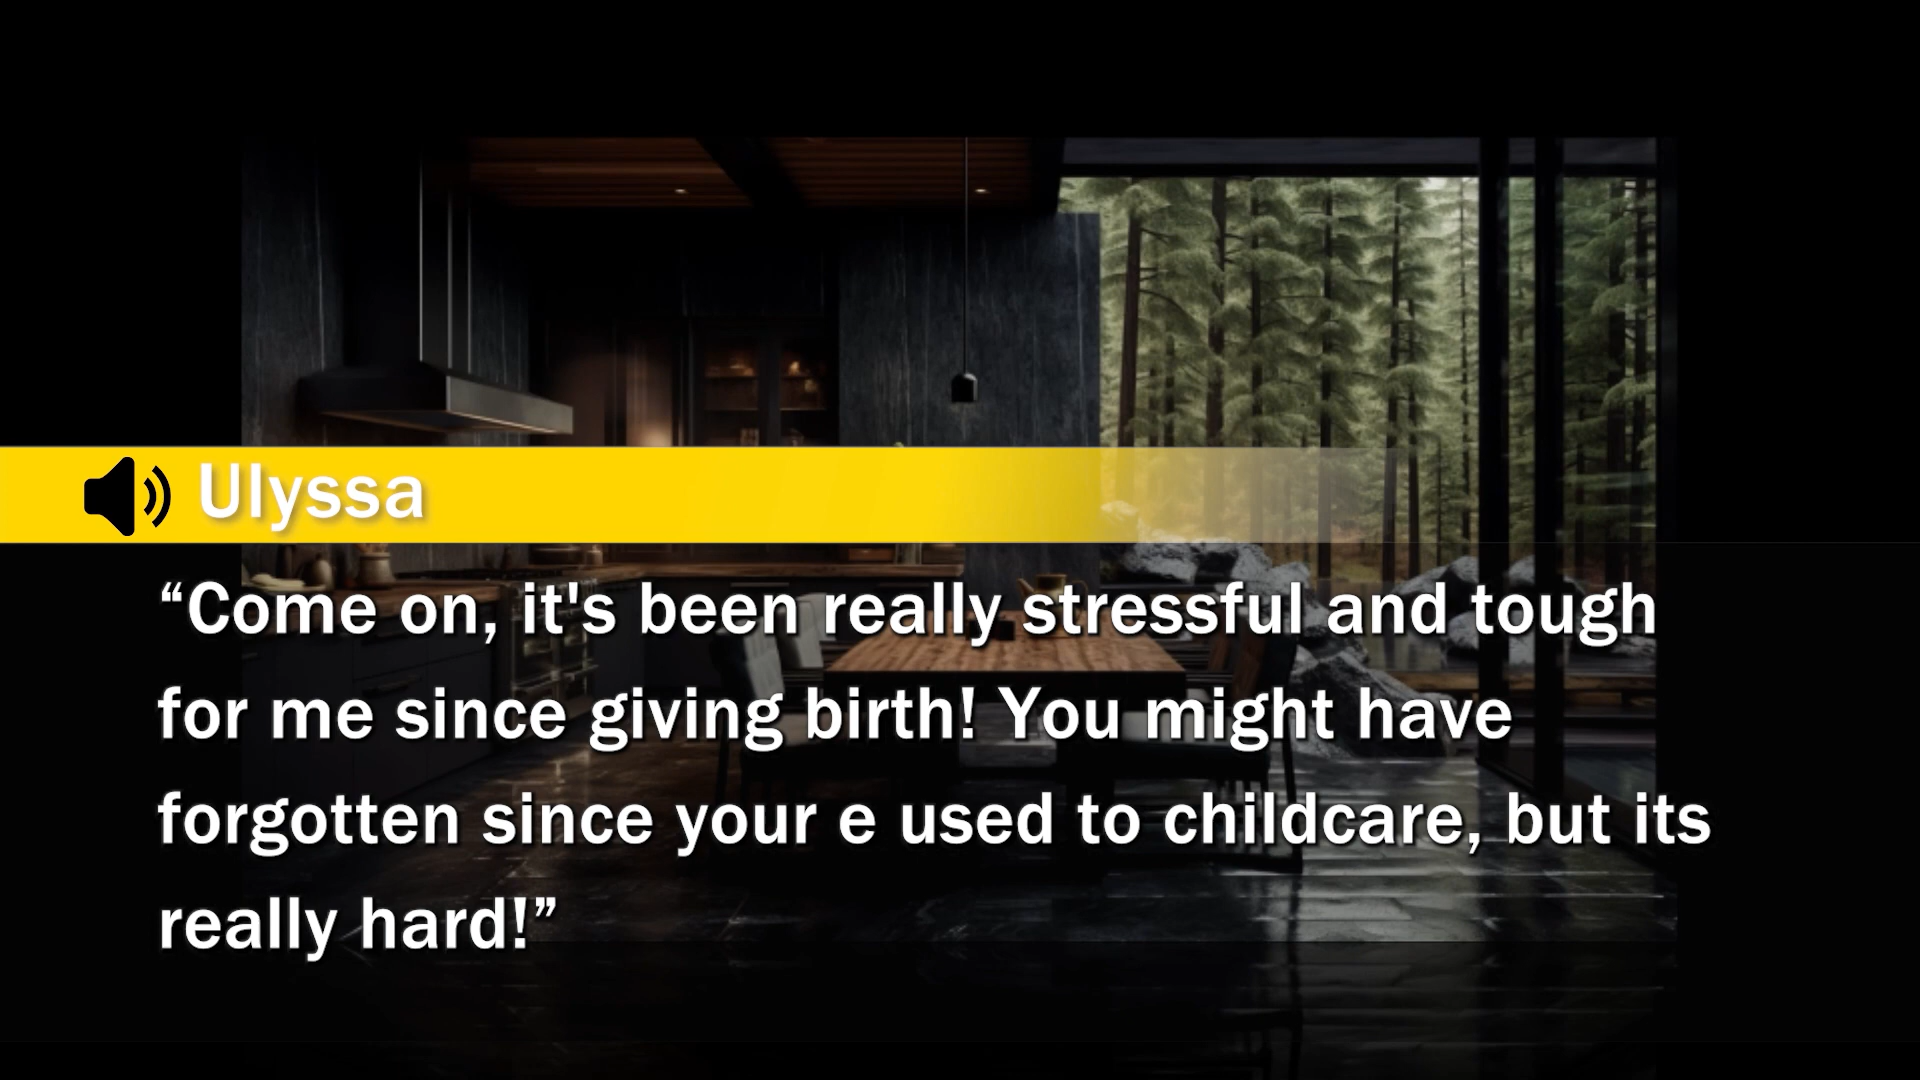 Ulyssa
“Come on, it's been really stressful and tough
for me since giving birth! You might have
forgotten since your e used to childcare, but its
really hard!”